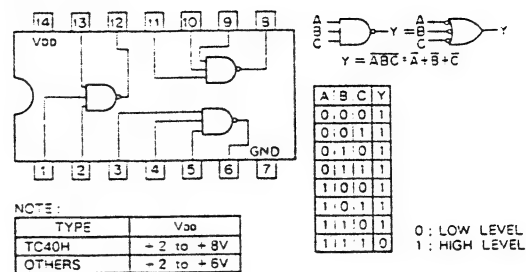 14 13 12 11 10 9 8
VDD
GND
1 2 3 4 5 6 7
A
B
C
Y
=
A
B
C
Y
Y = A̅B̅C̅ = A̅+B̅+C̅
A B C Y
0 0 0 1
0 0 1 1
0 1 0 1
0 1 1 1
1 0 0 1
1 0 1 1
1 1 0 1
1 1 1 0
0 ; LOW LEVEL
1 ; HIGH LEVEL
NOTE :
TYPE VDD
TC40H +2 to +8V
OTHERS +2 to +6V